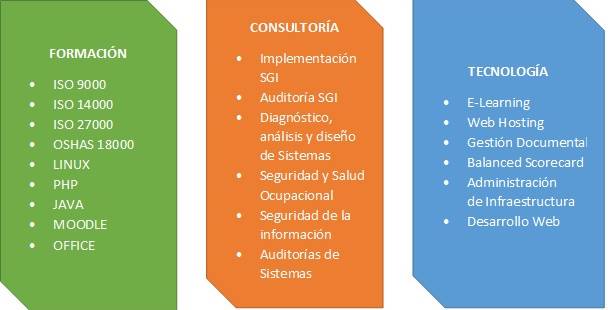 FORMACIÓN
• ISO 9000
• ISO 14000
• ISO 27000
• OSHAS 18000
• LINUX
• PHP
• JAVA
• MOODLE
• OFFICE
CONSULTORÍA
• Implementación
SGI
• Auditoría SGI
• Diagnóstico,
análisis y diseño
de Sistemas
• Seguridad y Salud
Ocupacional
• Seguridad de la
información
• Auditorías de
Sistemas
TECNOLOGÍA
• E-Learning
• Web Hosting
• Gestión Documental
• Balanced Scorecard
• Administración
de Infraestructura
• Desarrollo Web